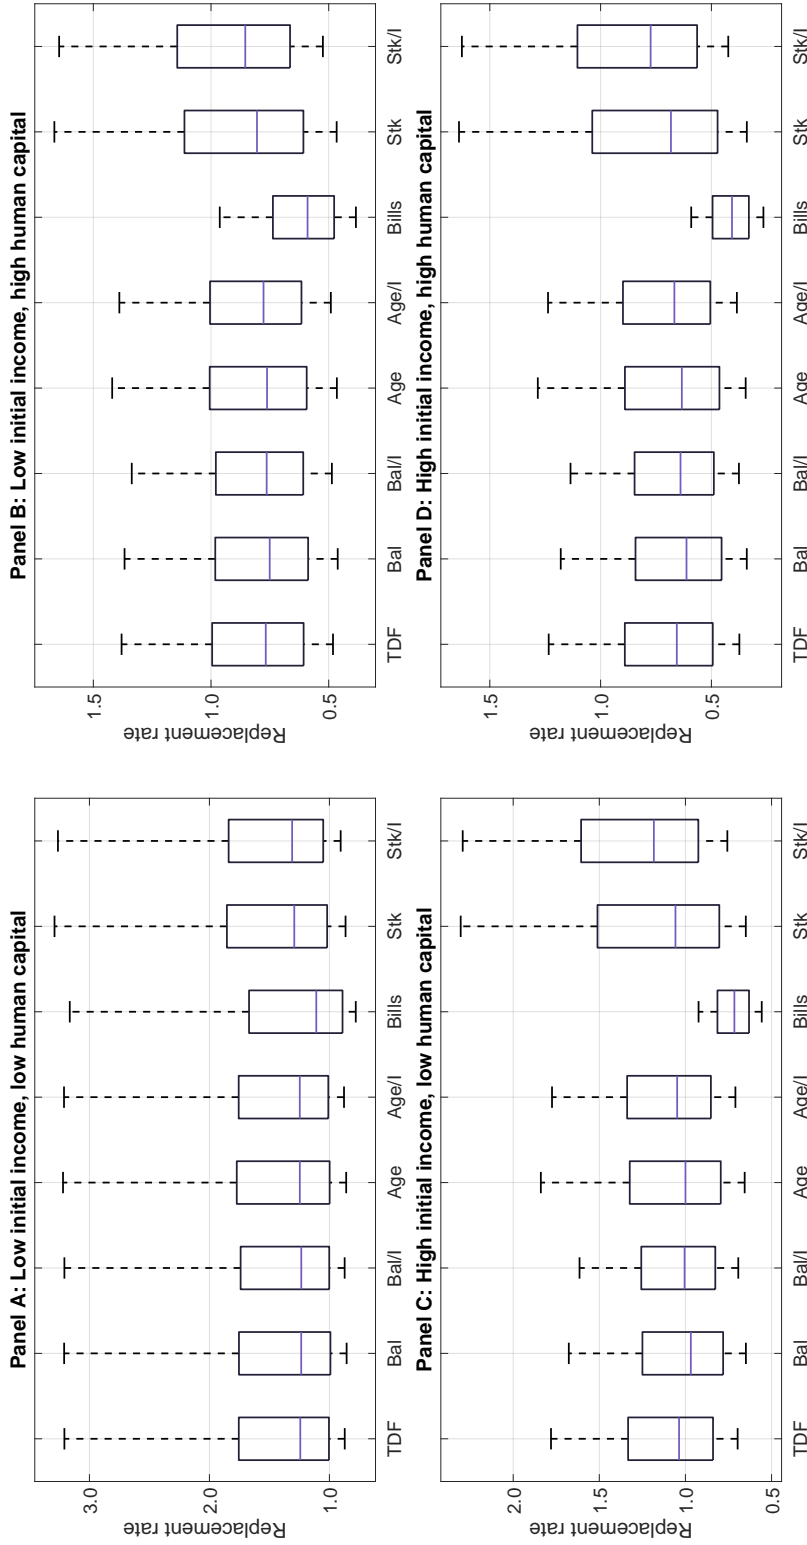 Panel A: Low initial income, low human capital
Replacement rate
3.0
2.0
1.0
TDF Bal Bal/I Age Age/I Bills Stk Stk/I
Panel B: Low initial income, high human capital
Replacement rate
1.5
1.0
0.5
TDF Bal Bal/I Age Age/I Bills Stk Stk/I
Panel C: High initial income, low human capital
Replacement rate
2.0
1.5
1.0
0.5
TDF Bal Bal/I Age Age/I Bills Stk Stk/I
Panel D: High initial income, high human capital
Replacement rate
1.5
1.0
0.5
TDF Bal Bal/I Age Age/I Bills Stk Stk/I